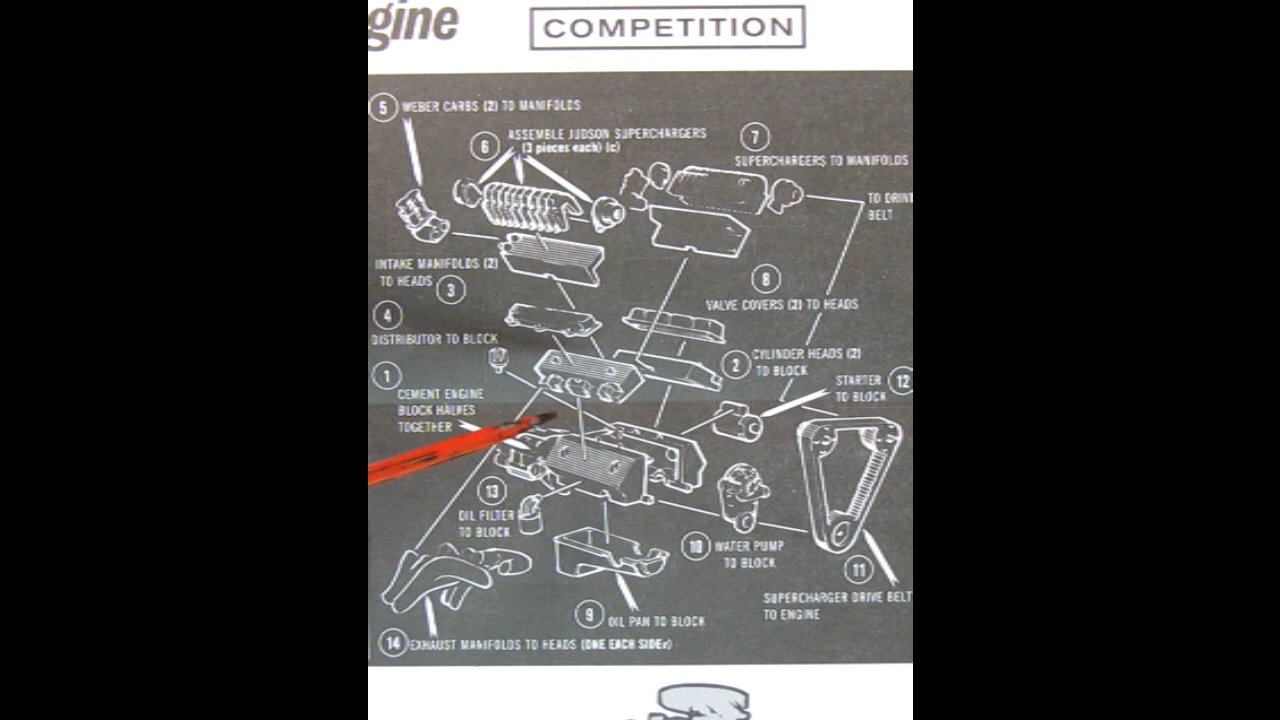 gine
COMPETITION
5 WEBER CARBS (2) TO MANIFOLDS
6 ASSEMBLE JUDSON SUPERCHARGERS
(3 pieces each) (c)
7
SUPERCHARGERS TO MANIFOLDS
TO DRIN
BELT
INTAKE MANIFOLDS (2)
TO HEADS 3
8
VALVE COVERS (2) TO HEADS
4
DISTRIBUTOR TO BLOCK
2 CYLINDER HEADS (2)
TO BLOCK
1
CEMENT ENGINE
BLOCK HALVES
TOGETHER
STARTER 12
TO BLOCK
13
OIL FILTER
TO BLOCK
10 WATER PUMP
TO BLOCK
11
SUPERCHARGER DRIVE BELT
TO ENGINE
9 OIL PAN TO BLOCK
14 EXHAUST MANIFOLDS TO HEADS (ONE EACH SIDEr)